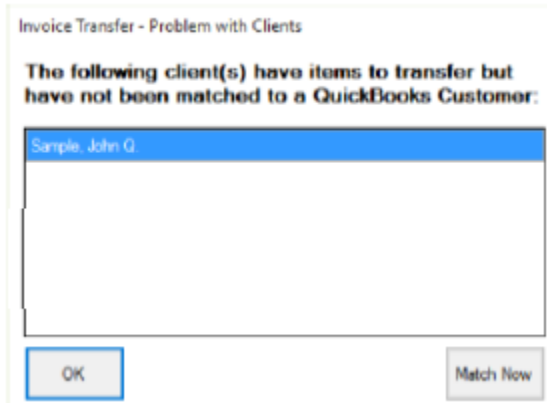 Invoice Transfer - Problem with Clients
The following client(s) have items to transfer but
have not been matched to a QuickBooks Customer:
Sample, John Q.
OK
Match Now